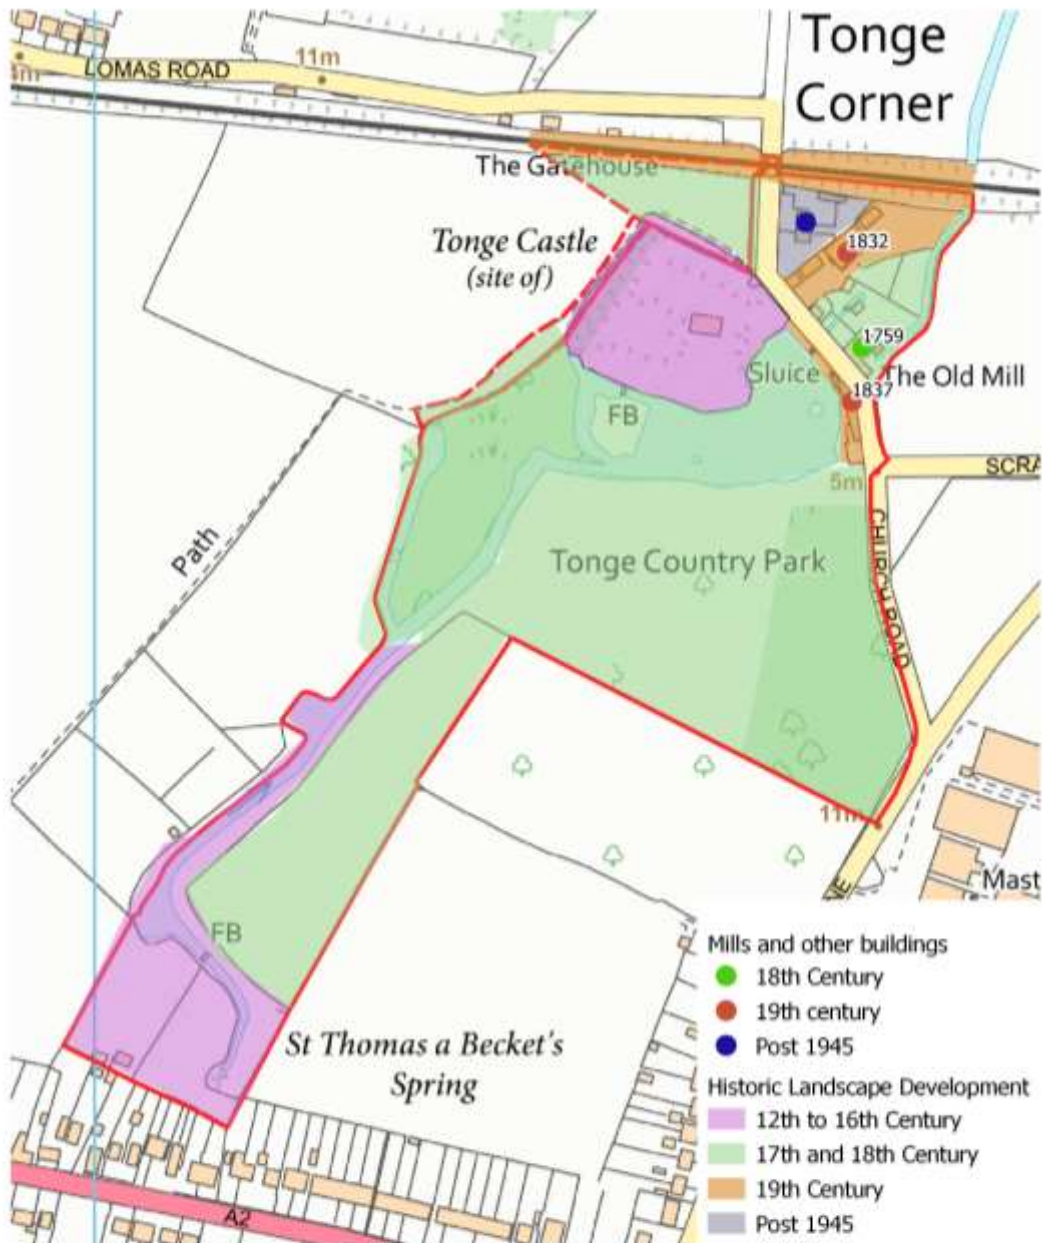 Tonge
Corner
LOMAS ROAD
11m
The Gatehouse
Tonge Castle
(site of)
1832
1759
Sluice
The Old Mill
1837
FB
SCRA
5m
Path
Tonge Country Park
CHURCH ROAD
11m
NE
Mast
FB
St Thomas a Becket's
Spring
A2
Mills and other buildings
18th Century
19th century
Post 1945
Historic Landscape Development
12th to 16th Century
17th and 18th Century
19th Century
Post 1945